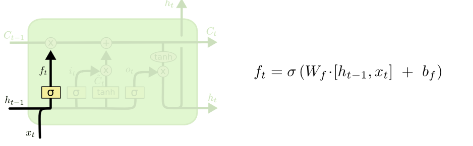 h_t
C_{t-1}
C_t
tanh
f_t
σ
σ
tanh
σ
h_{t-1}
h_t
x_t
f_t = σ(W_f·[h_{t-1}, x_t] + b_f)